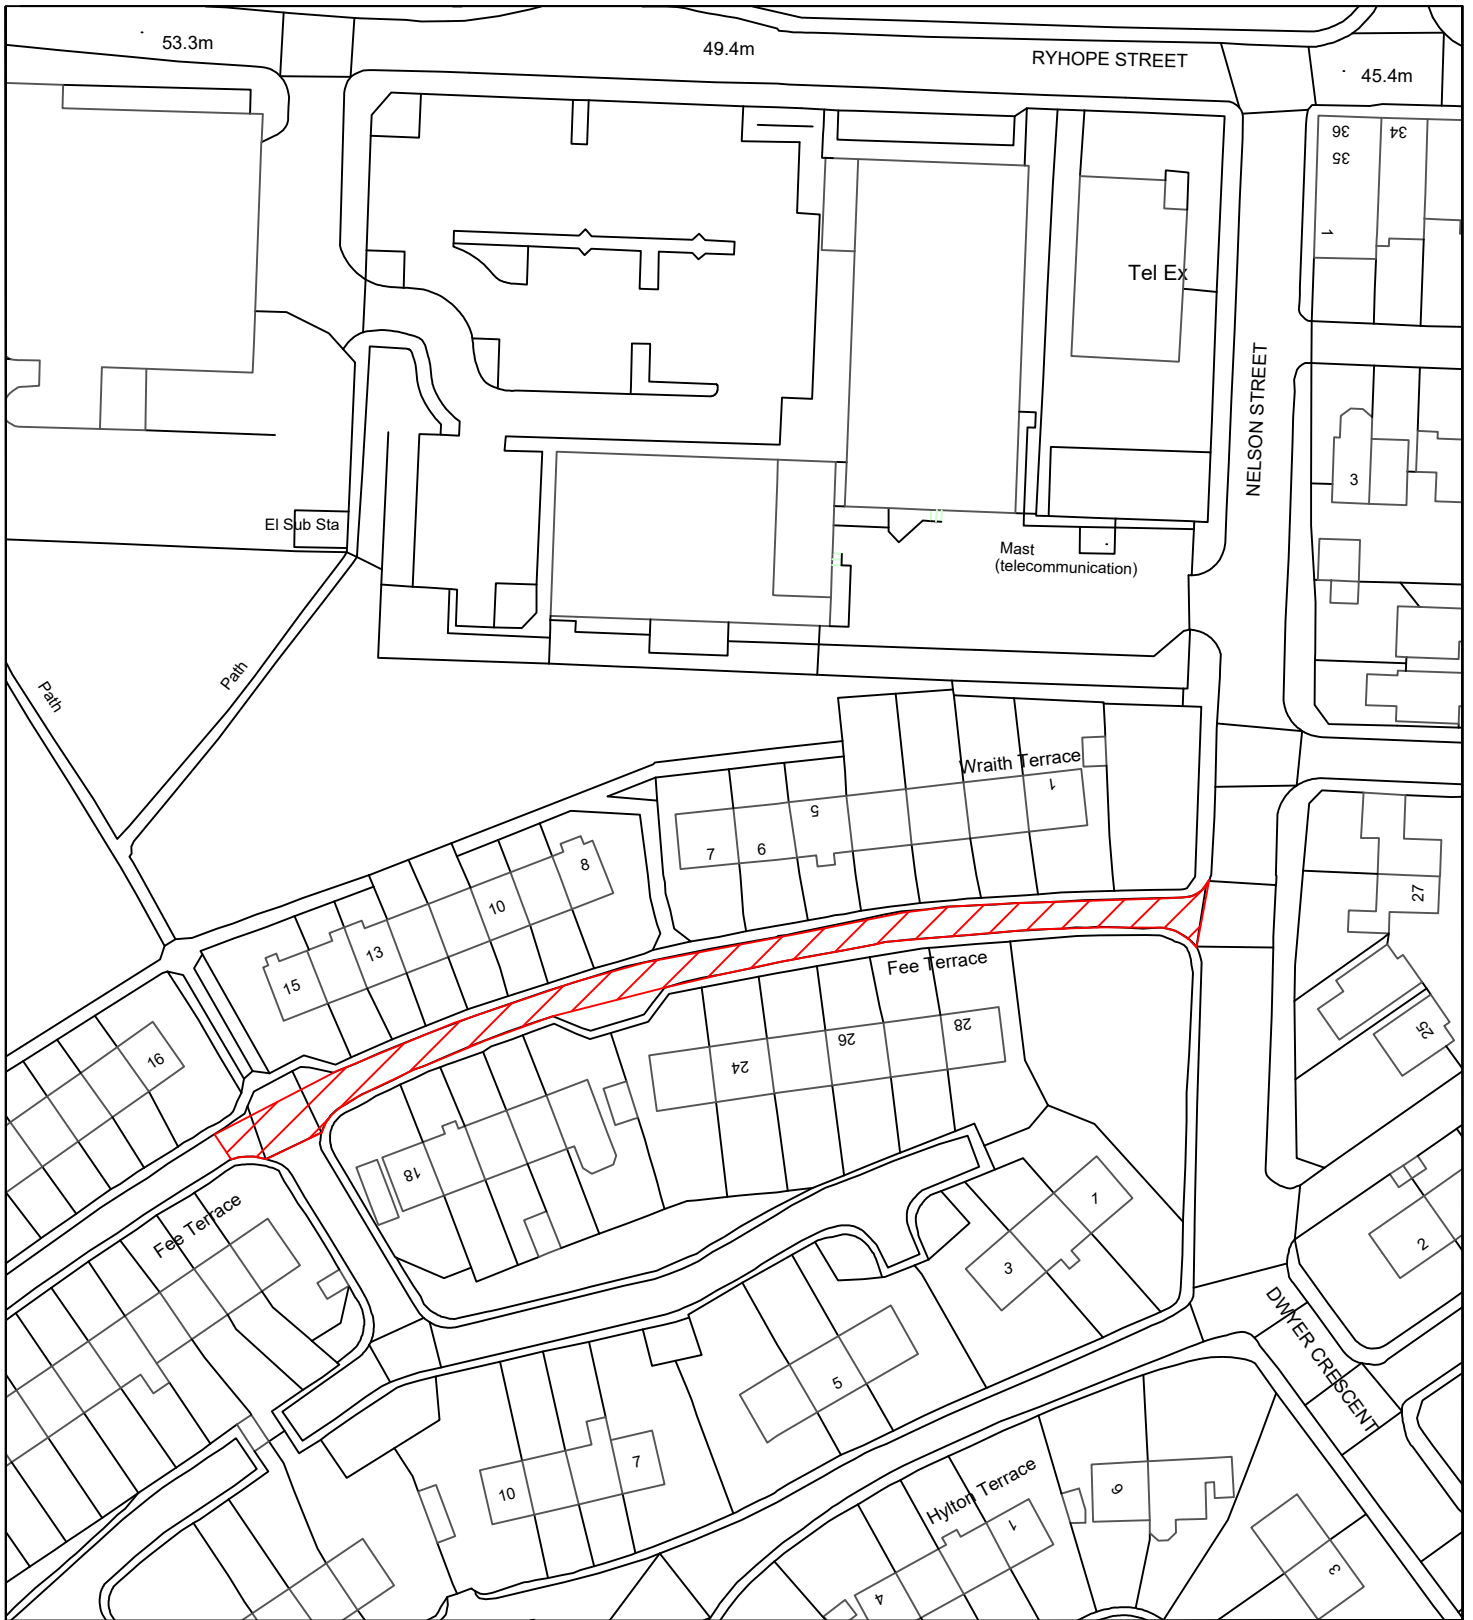 53.3m
49.4m
RYHOPE STREET
45.4m
36
34
35
1
Tel Ex
NELSON STREET
3
El Sub Sta
Mast
(telecommunication)
Path
Path
Wraith Terrace
1
5
6
7
8
10
13
15
27
Fee Terrace
28
26
24
25
16
18
1
3
2
Fee Terrace
DWYER CRESCENT
5
7
10
Hylton Terrace
1
4
3